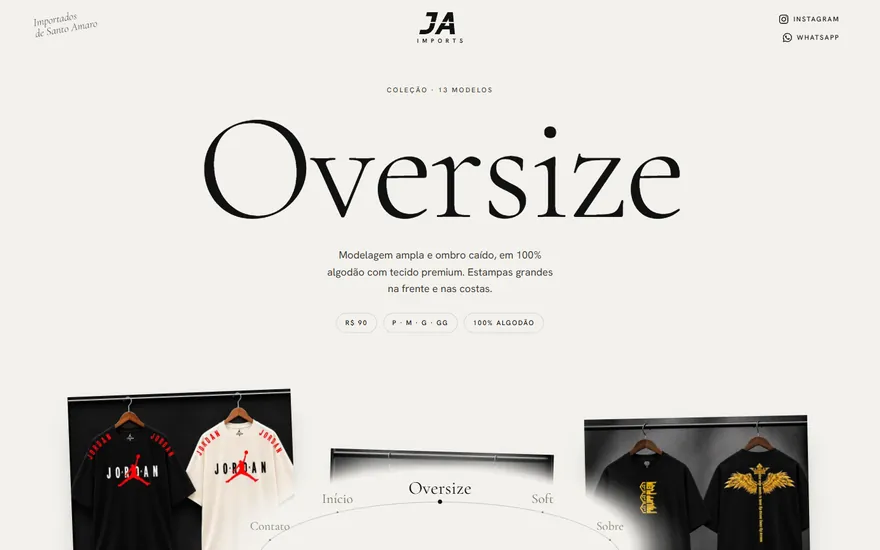 Importados
de Santo Amaro
JA
IMPORTS
INSTAGRAM
WHATSAPP
COLEÇÃO · 13 MODELOS
Oversize
Modelagem ampla e ombro caído, em 100%
algodão com tecido premium. Estampas grandes
na frente e nas costas.
R$ 90
P · M · G · GG
100% ALGODÃO
JORDAN
JORDAN
JORDAN
JORDAN
JORDAN
JORDAN
Início
Oversize
Soft
Contato
Sobre